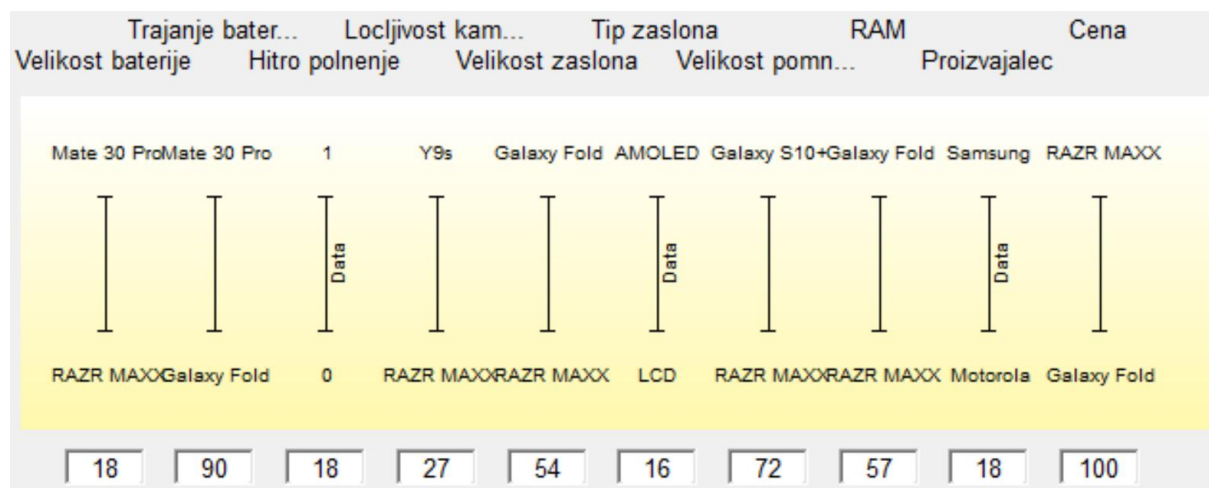 Trajanje bater... Locljivost kam... Tip zaslona RAM Cena
Velikost baterije Hitro polnenje Velikost zaslona Velikost pomn... Proizvajalec
Mate 30 Pro Mate 30 Pro 1 Y9s Galaxy Fold AMOLED Galaxy S10+ Galaxy Fold Samsung RAZR MAXX
Data Data Data
RAZR MAXX Galaxy Fold 0 RAZR MAXX RAZR MAXX LCD RAZR MAXX RAZR MAXX Motorola Galaxy Fold
18 90 18 27 54 16 72 57 18 100